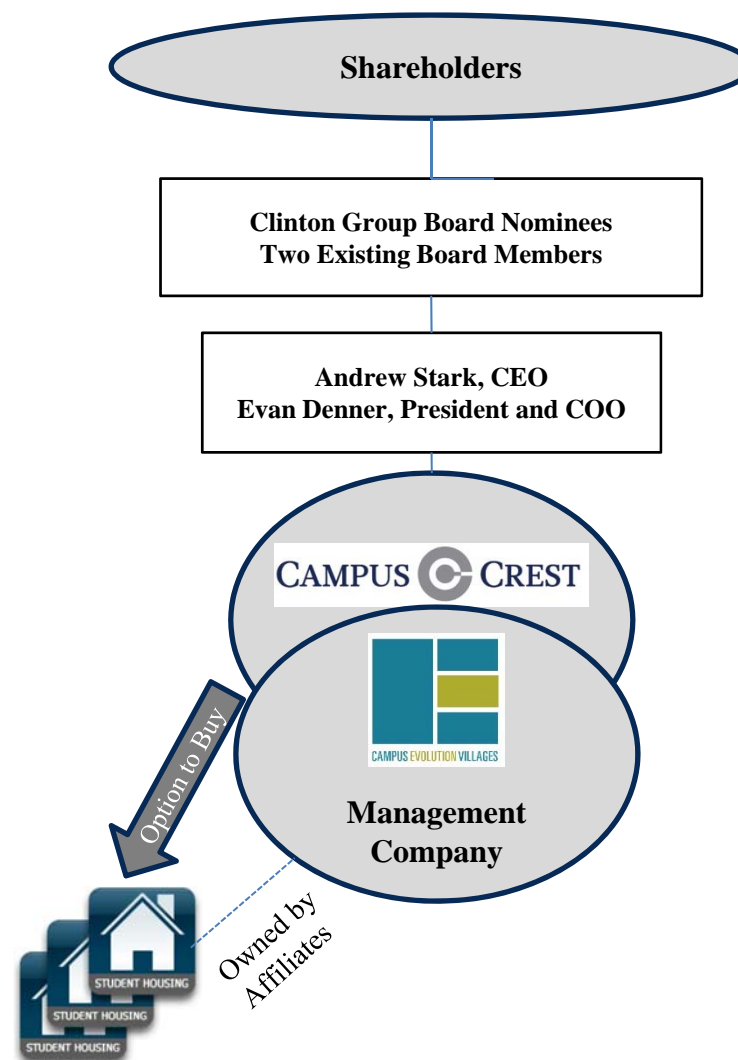 Shareholders
Clinton Group Board Nominees
Two Existing Board Members
Andrew Stark, CEO
Evan Denner, President and COO
CAMPUS CREST
CAMPUS EVOLUTION VILLAGES
Management
Company
Option to Buy
Owned by
Affiliates
STUDENT HOUSING
STUDENT HOUSING
STUDENT HOUSING